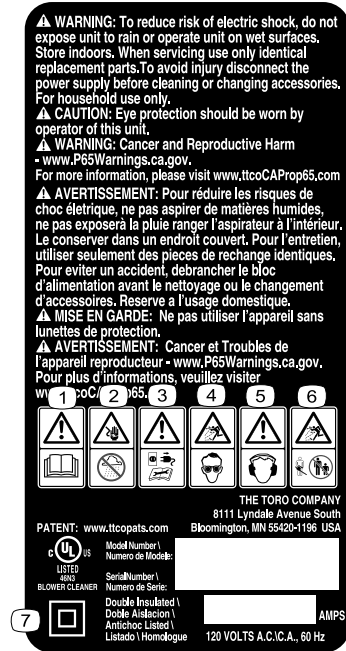 ⚠ WARNING: To reduce risk of electric shock, do not
expose unit to rain or operate unit on wet surfaces.
Store indoors. When servicing use only identical
replacement parts.To avoid injury disconnect the
power supply before cleaning or changing accessories.
For household use only.
⚠ CAUTION: Eye protection should be worn by
operator of this unit.
⚠ WARNING: Cancer and Reproductive Harm
- www.P65Warnings.ca.gov.
For more information, please visit www.ttcoCAProp65.com
⚠ AVERTISSEMENT: Pour réduire les risques de
choc életrique, ne pas aspirer de matières humides,
ne pas exposerà la pluie ranger l'aspirateur à l'intérieur.
Le conserver dans un endroit couvert. Pour l'entretien,
utiliser seulement des pieces de rechange identiques.
Pour eviter un accident, debrancher le bloc
d'alimentation avant le nettoyage ou le changement
d'accessoires. Reserve a l'usage domestique.
⚠ MISE EN GARDE: Ne pas utiliser l'appareil sans
lunettes de protection.
⚠ AVERTISSEMENT: Cancer et Troubles de
l'appareil reproducteur - www.P65Warnings.ca.gov.
Pour plus d'informations, veuillez visiter
1 2 3 4 5 6
THE TORO COMPANY
8111 Lyndale Avenue South
PATENT: www.ttcopats.com Bloomington, MN 55420-1196 USA
C UL US
LISTED
46N3
BLOWER CLEANER
Model Number \
Numero de Modele:
SerialNumber \
Numero de Serie:
7
Double Insulated \
Doble Aislacion \
Antichoc Listed \
Listado \ Homologue
AMPS
120 VOLTS A.C.\C.A., 60 Hz